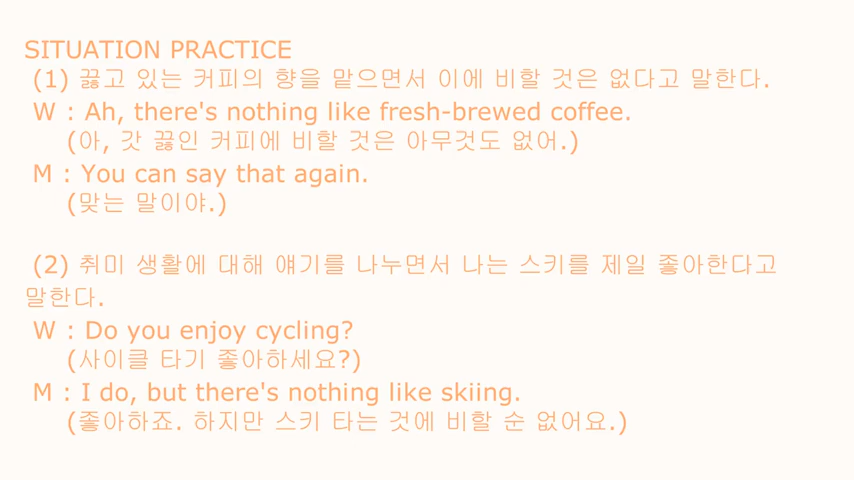 SITUATION PRACTICE
(1) 끓고 있는 커피의 향을 맡으면서 이에 비할 것은 없다고 말한다.
W : Ah, there's nothing like fresh-brewed coffee.
(아, 갓 끓인 커피에 비할 것은 아무것도 없어.)
M : You can say that again.
(맞는 말이야.)
(2) 취미 생활에 대해 얘기를 나누면서 나는 스키를 제일 좋아한다고
말한다.
W : Do you enjoy cycling?
(사이클 타기 좋아하세요?)
M : I do, but there's nothing like skiing.
(좋아하죠. 하지만 스키 타는 것에 비할 순 없어요.)